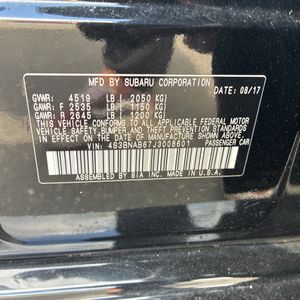 MFD. BY SUBARU CORPORATION
GVWR: 4519 LB ( 2050 KG) DATE 08/17
GAWR: F 2535 LB ( 1150 KG)
GAWR: R 2645 LB ( 1200 KG)
THIS VEHICLE CONFORMS TO ALL APPLICABLE FEDERAL MOTOR
VEHICLE SAFETY, BUMPER, AND THEFT PREVENTION STANDARDS
IN EFFECT ON THE DATE OF MANUFACTURE SHOWN ABOVE.
VIN: 4S3BNAB67J3008601 PASSENGER CAR
ASSEMBLED BY SIA INC., MADE IN U.S.A.